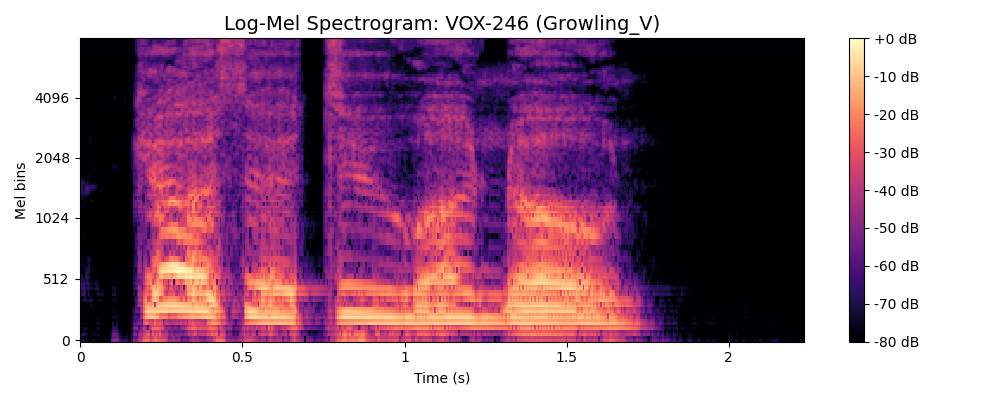 Log-Mel Spectrogram: VOX-246 (Growling_V)
Mel bins
4096
2048
1024
512
0
0
0.5
1
1.5
2
Time (s)
+0 dB
-10 dB
-20 dB
-30 dB
-40 dB
-50 dB
-60 dB
-70 dB
-80 dB